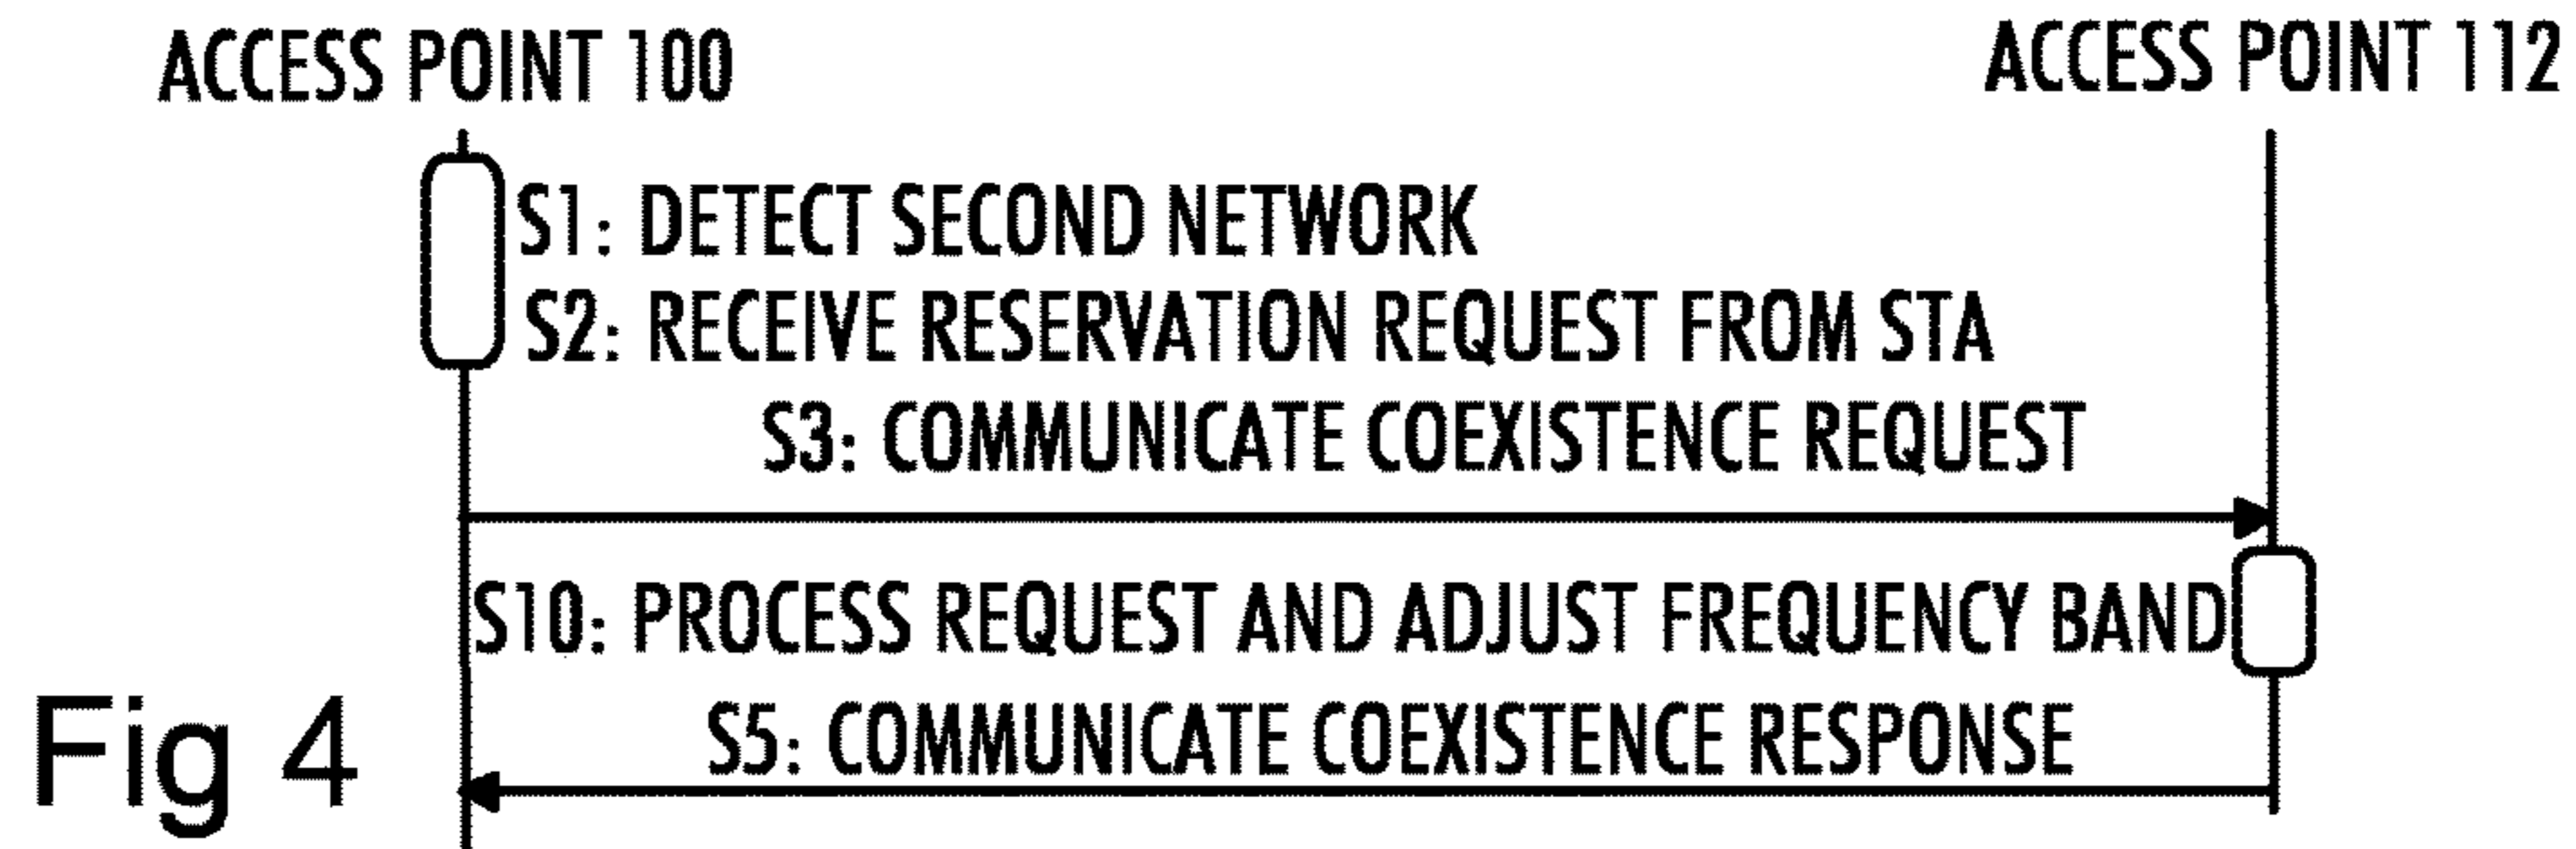 ACCESS POINT 100
ACCESS POINT 112
S1: DETECT SECOND NETWORK
S2: RECEIVE RESERVATION REQUEST FROM STA
S3: COMMUNICATE COEXISTENCE REQUEST
S10: PROCESS REQUEST AND ADJUST FREQUENCY BAND
S5: COMMUNICATE COEXISTENCE RESPONSE
Fig 4